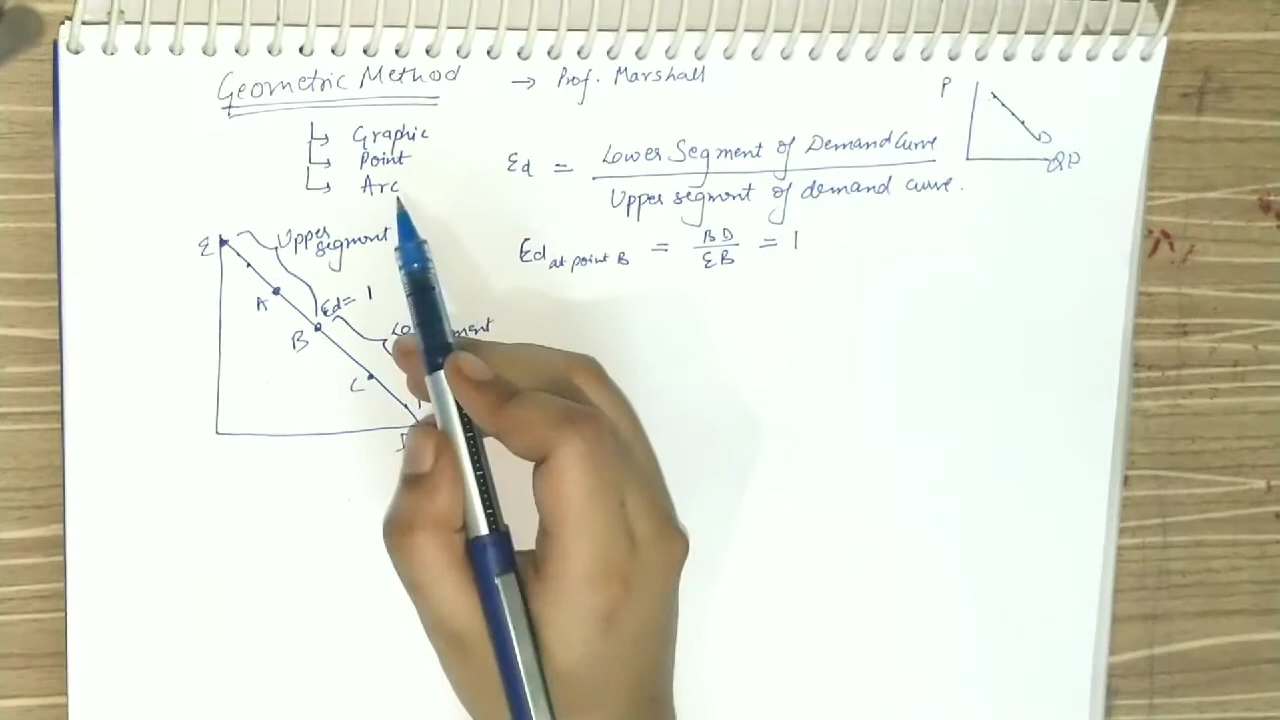 Geometric Method → Prof. Marshall
Graphic
Point
Arc
Ed = Lower Segment of Demand Curve
Upper segment of demand curve.
Ed at point B = BD/EB = 1
P
D
QD
E
Upper segment
A
Ed = 1
B
C